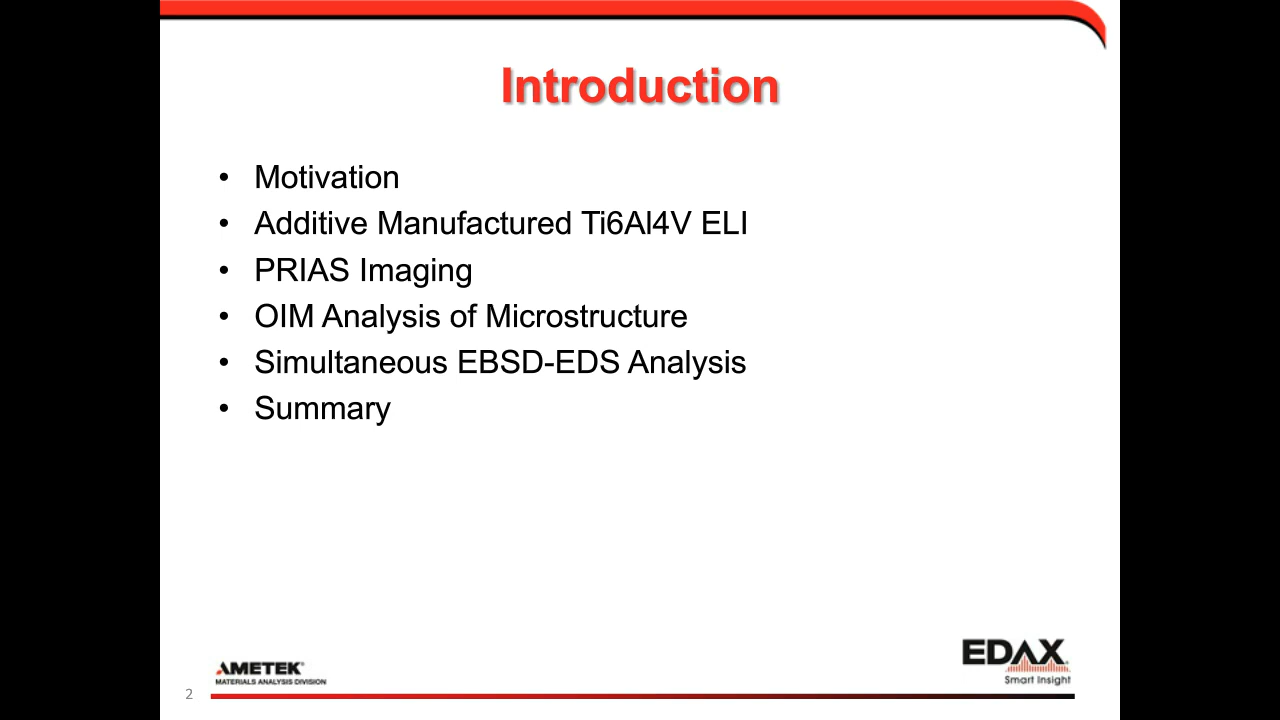 Introduction
• Motivation
• Additive Manufactured Ti6Al4V ELI
• PRIAS Imaging
• OIM Analysis of Microstructure
• Simultaneous EBSD-EDS Analysis
• Summary
AMETEK®
MATERIALS ANALYSIS DIVISION
EDAX
Smart Insight
2